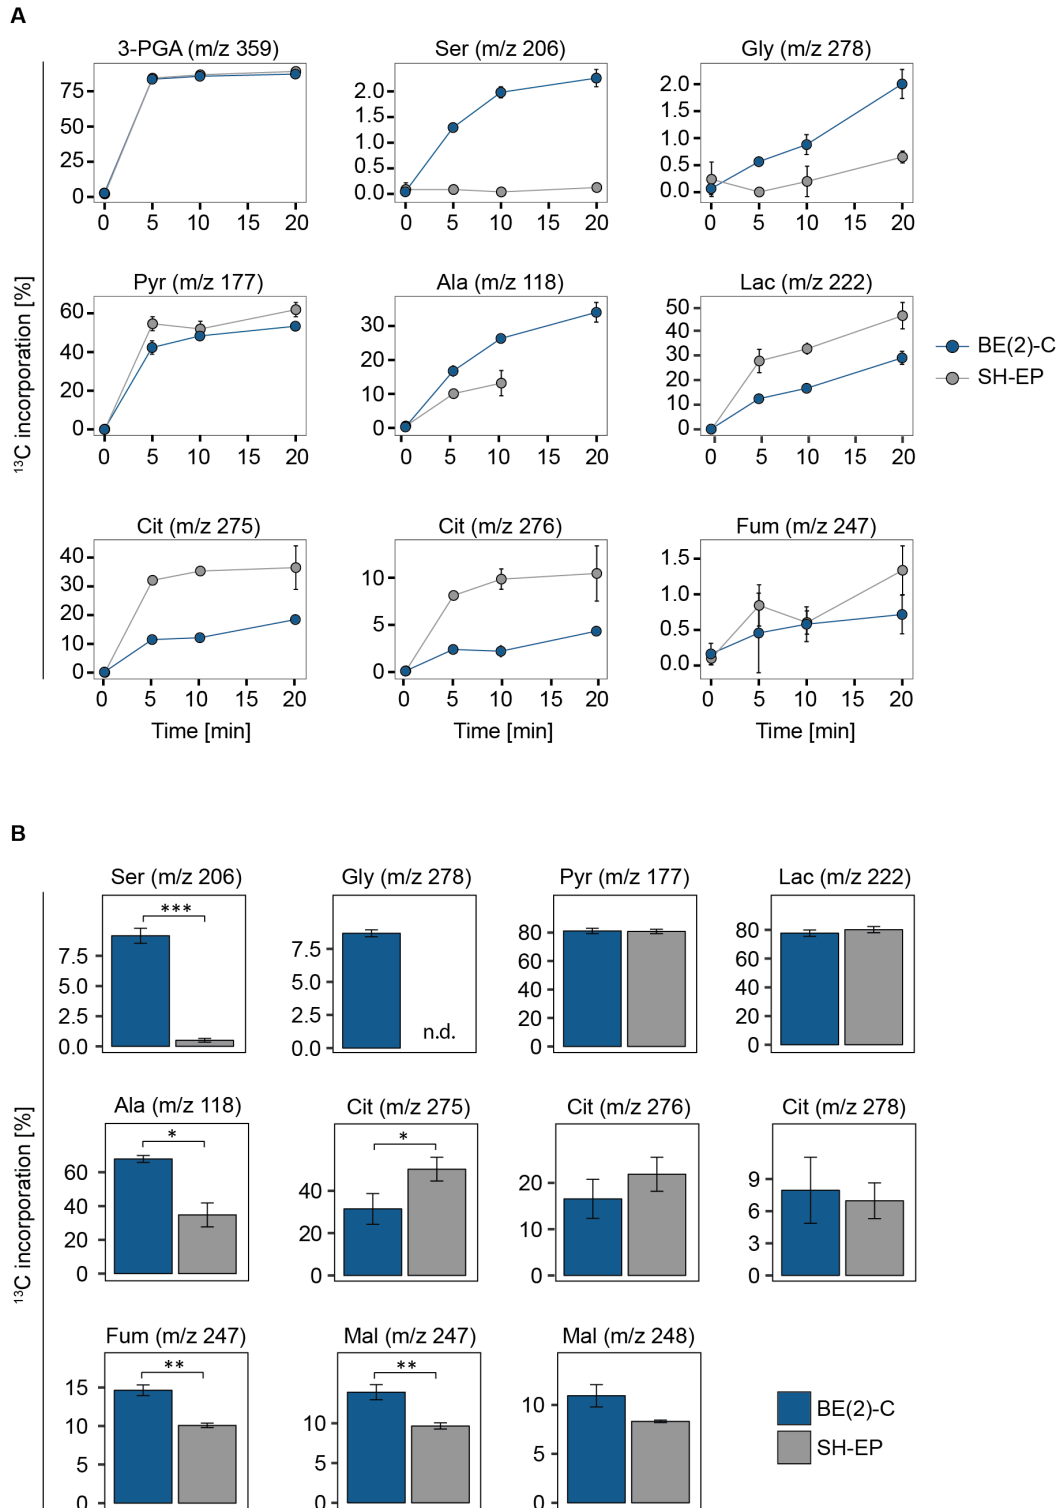 A
3-PGA (m/z 359) Ser (m/z 206) Gly (m/z 278)
75 50 25 0
0 5 10 15 20
2.0 1.5 1.0 0.5 0.0
0 5 10 15 20
2.0 1.5 1.0 0.5 0.0
0 5 10 15 20
Pyr (m/z 177) Ala (m/z 118) Lac (m/z 222)
60 40 20 0
0 5 10 15 20
30 20 10 0
0 5 10 15 20
50 40 30 20 10 0
0 5 10 15 20
BE(2)-C
SH-EP
13C incorporation [%]
Cit (m/z 275) Cit (m/z 276) Fum (m/z 247)
40 30 20 10 0
0 5 10 15 20
10 5 0
0 5 10 15 20
1.5 1.0 0.5 0.0
0 5 10 15 20
Time [min] Time [min] Time [min]
B
Ser (m/z 206) Gly (m/z 278) Pyr (m/z 177) Lac (m/z 222)
***
7.5 5.0 2.5 0.0
7.5 5.0 2.5 0.0
n.d.
80 60 40 20 0
80 60 40 20 0
Ala (m/z 118) Cit (m/z 275) Cit (m/z 276) Cit (m/z 278)
*
60 40 20 0
*
40 20 0
20 10 0
9 6 3 0
13C incorporation [%]
Fum (m/z 247) Mal (m/z 247) Mal (m/z 248)
**
15 10 5 0
**
10 5 0
10 5 0
BE(2)-C
SH-EP